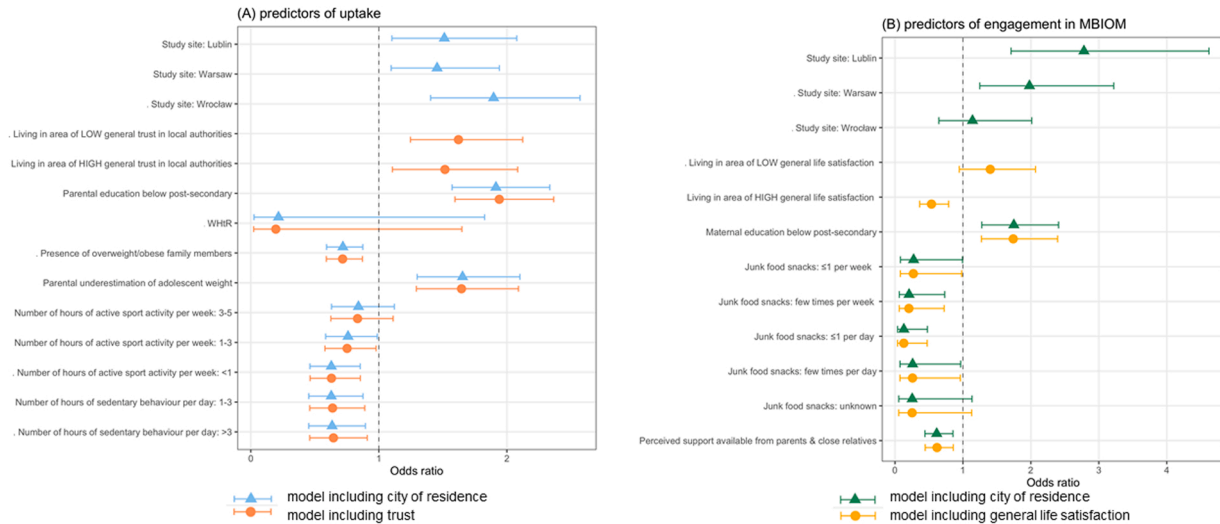 (A) predictors of uptake
Study site: Lublin
Study site: Warsaw
. Study site: Wrocław
. Living in area of LOW general trust in local authorities
Living in area of HIGH general trust in local authorities
Parental education below post-secondary
. WHtR
. Presence of overweight/obese family members
Parental underestimation of adolescent weight
Number of hours of active sport activity per week: 3-5
Number of hours of active sport activity per week: 1-3
. Number of hours of active sport activity per week: <1
Number of hours of sedentary behaviour per day: 1-3
. Number of hours of sedentary behaviour per day: >3
0 1 2
Odds ratio
model including city of residence
model including trust
(B) predictors of engagement in MBIOM
Study site: Lublin
. Study site: Warsaw
. Study site: Wrocław
. Living in area of LOW general life satisfaction
Living in area of HIGH general life satisfaction
Maternal education below post-secondary
Junk food snacks: ≤1 per week
Junk food snacks: few times per week
Junk food snacks: ≤1 per day
Junk food snacks: few times per day
Junk food snacks: unknown
Perceived support available from parents & close relatives
0 1 2 3 4
Odds ratio
model including city of residence
model including general life satisfaction